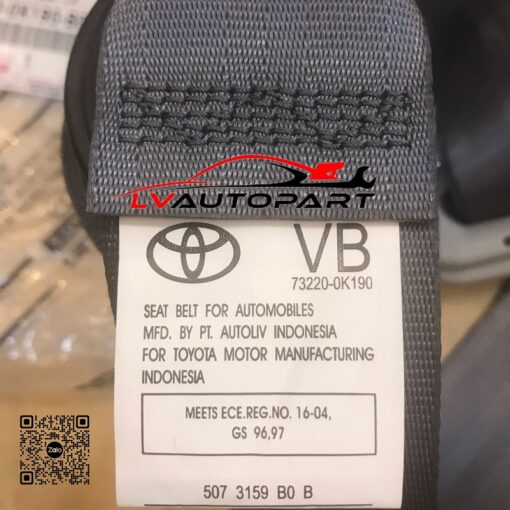 LVAUTOPART
VB
73220-0K190
SEAT BELT FOR AUTOMOBILES
MFD. BY PT. AUTOLIV INDONESIA
FOR TOYOTA MOTOR MANUFACTURING
INDONESIA
MEETS ECE.REG.NO. 16-04,
GS 96,97
507 3159 B0 B
Zalo